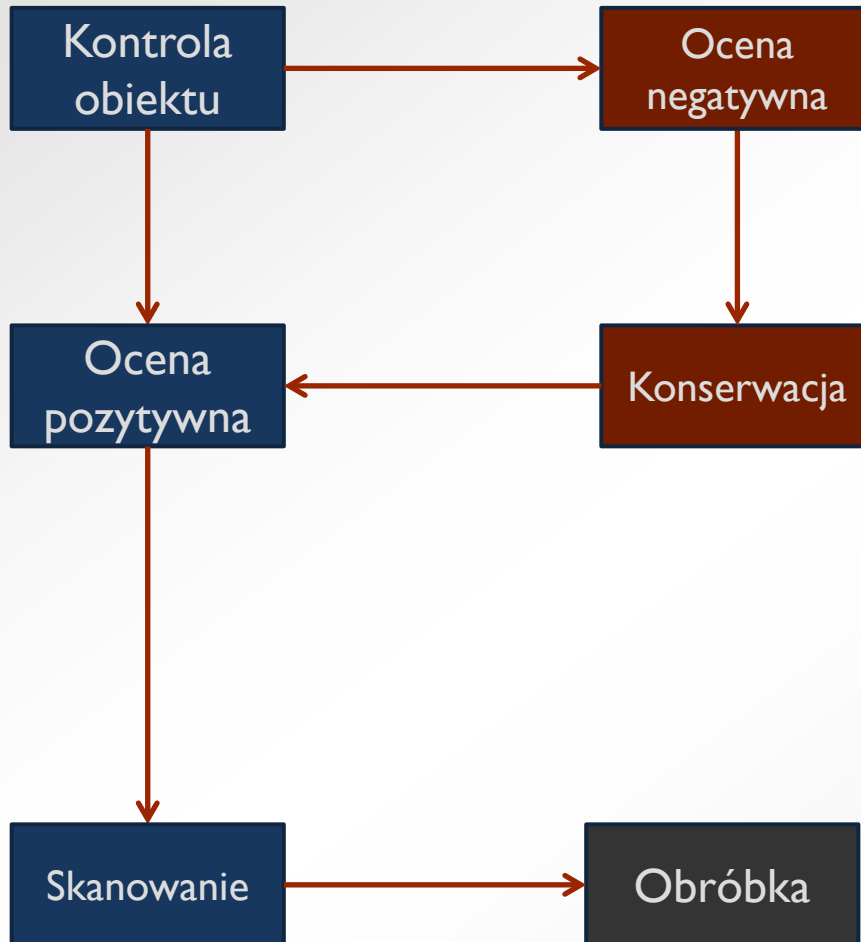 Kontrola
obiektu
Ocena
negatywna
Ocena
pozytywna
Konserwacja
Skanowanie
Obróbka